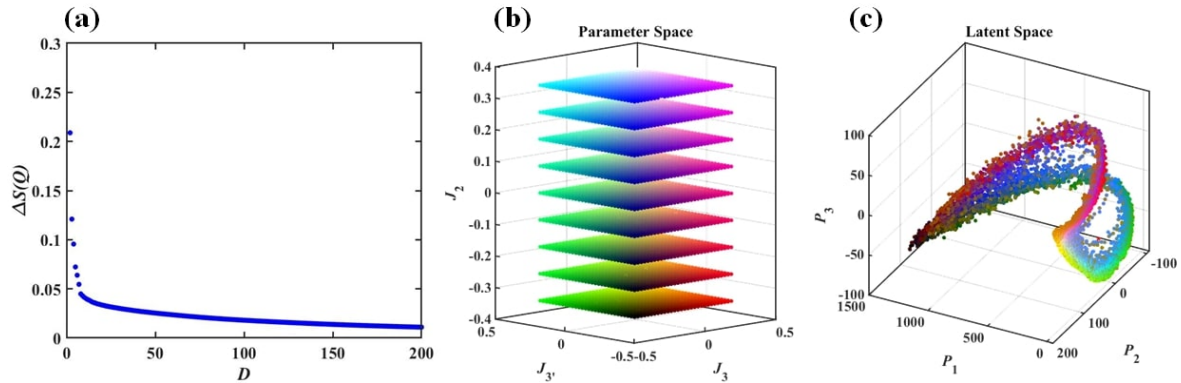 (a)
0.3
0.25
0.2
0.15
0.1
0.05
0
0 50 100 150 200
ΔS(Q)
D
(b)
Parameter Space
0.4
0.3
0.2
0.1
0
-0.1
-0.2
-0.3
-0.4
J2
0.5 0 -0.5 -0.5 0 0.5
J3' J3
(c)
Latent Space
100
50
0
-50
-100
P3
1500 1000 500 0
P1
200 100 0 -100
P2